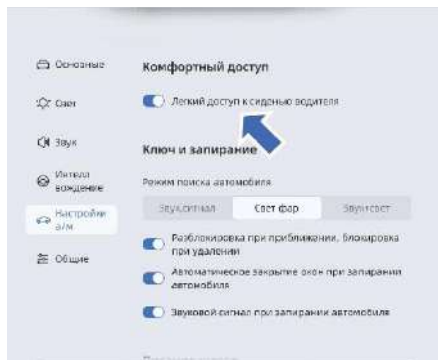 Основные
Комфортный доступ
Легкий доступ к сиденью водителя
Свет
Звук
Ключ и запирание
Интелл
вождение
Режим поиска автомобиля
Настройки
а/м
Звук.сигнал
Свет фар
Звук+свет
Разблокировка при приближении, блокировка
при удалении
Общие
Автоматическое закрытие окон при запирании
автомобиля
Звуковой сигнал при запирании автомобиля